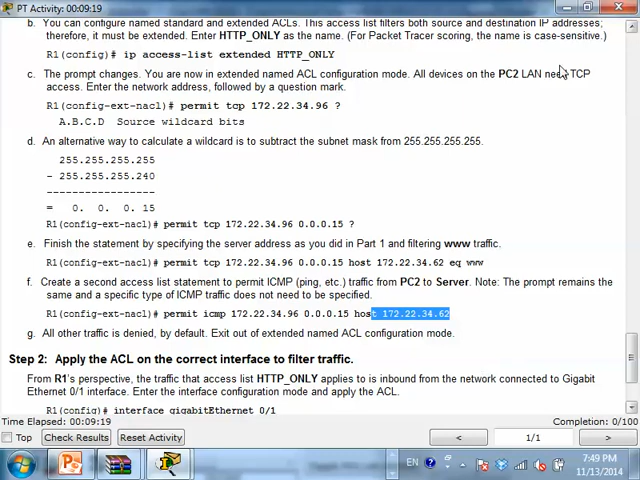 PT Activity: 00:09:19
b. You can configure named standard and extended ACLs. This access list filters both source and destination IP addresses;
therefore, it must be extended. Enter HTTP_ONLY as the name. (For Packet Tracer scoring, the name is case-sensitive.)
R1(config)# ip access-list extended HTTP_ONLY
c. The prompt changes. You are now in extended named ACL configuration mode. All devices on the PC2 LAN need TCP
access. Enter the network address, followed by a question mark.
R1(config-ext-nacl)# permit tcp 172.22.34.96 ?
A.B.C.D Source wildcard bits
d. An alternative way to calculate a wildcard is to subtract the subnet mask from 255.255.255.255.
255.255.255.255
- 255.255.255.240
-----------------
= 0. 0. 0. 15
R1(config-ext-nacl)# permit tcp 172.22.34.96 0.0.0.15 ?
e. Finish the statement by specifying the server address as you did in Part 1 and filtering www traffic.
R1(config-ext-nacl)# permit tcp 172.22.34.96 0.0.0.15 host 172.22.34.62 eq www
f. Create a second access list statement to permit ICMP (ping, etc.) traffic from PC2 to Server. Note: The prompt remains the
same and a specific type of ICMP traffic does not need to be specified.
R1(config-ext-nacl)# permit icmp 172.22.34.96 0.0.0.15 host 172.22.34.62
g. All other traffic is denied, by default. Exit out of extended named ACL configuration mode.
Step 2: Apply the ACL on the correct interface to filter traffic.
From R1's perspective, the traffic that access list HTTP_ONLY applies to is inbound from the network connected to Gigabit
Ethernet 0/1 interface. Enter the interface configuration mode and apply the ACL.
R1(config)# interface gigabitEthernet 0/1
Time Elapsed: 00:09:19 Completion: 0/100
Top Check Results Reset Activity < 1/1 >
EN 7:49 PM
11/13/2014